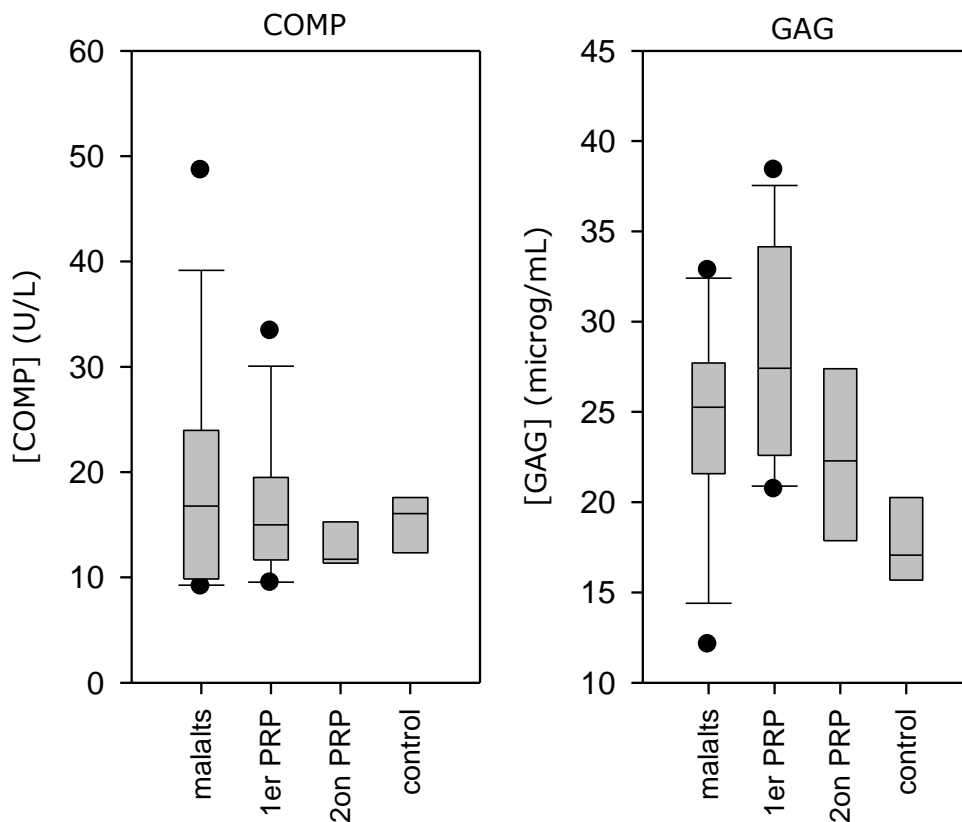 COMP
[COMP] (U/L)
60
50
40
30
20
10
0
malalts
1er PRP
2on PRP
control
GAG
[GAG] (microg/mL)
45
40
35
30
25
20
15
10
malalts
1er PRP
2on PRP
control